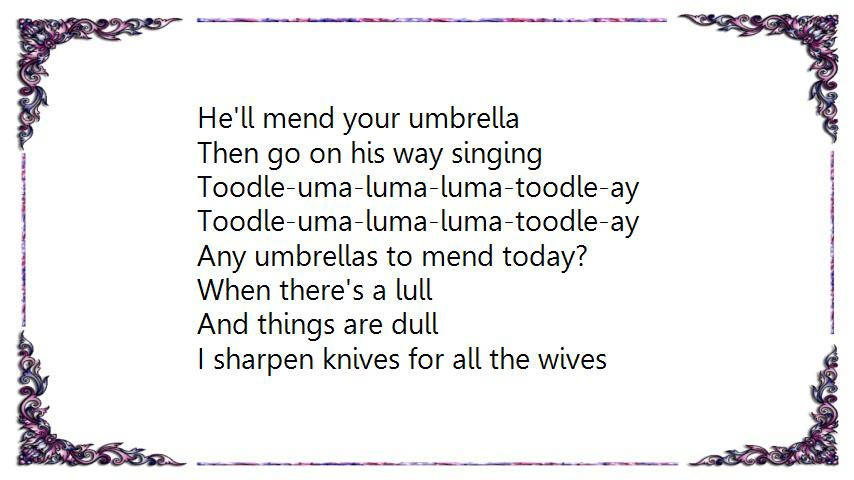 He'll mend your umbrella
Then go on his way singing
Toodle-uma-luma-luma-toodle-ay
Toodle-uma-luma-luma-toodle-ay
Any umbrellas to mend today?
When there's a lull
And things are dull
I sharpen knives for all the wives